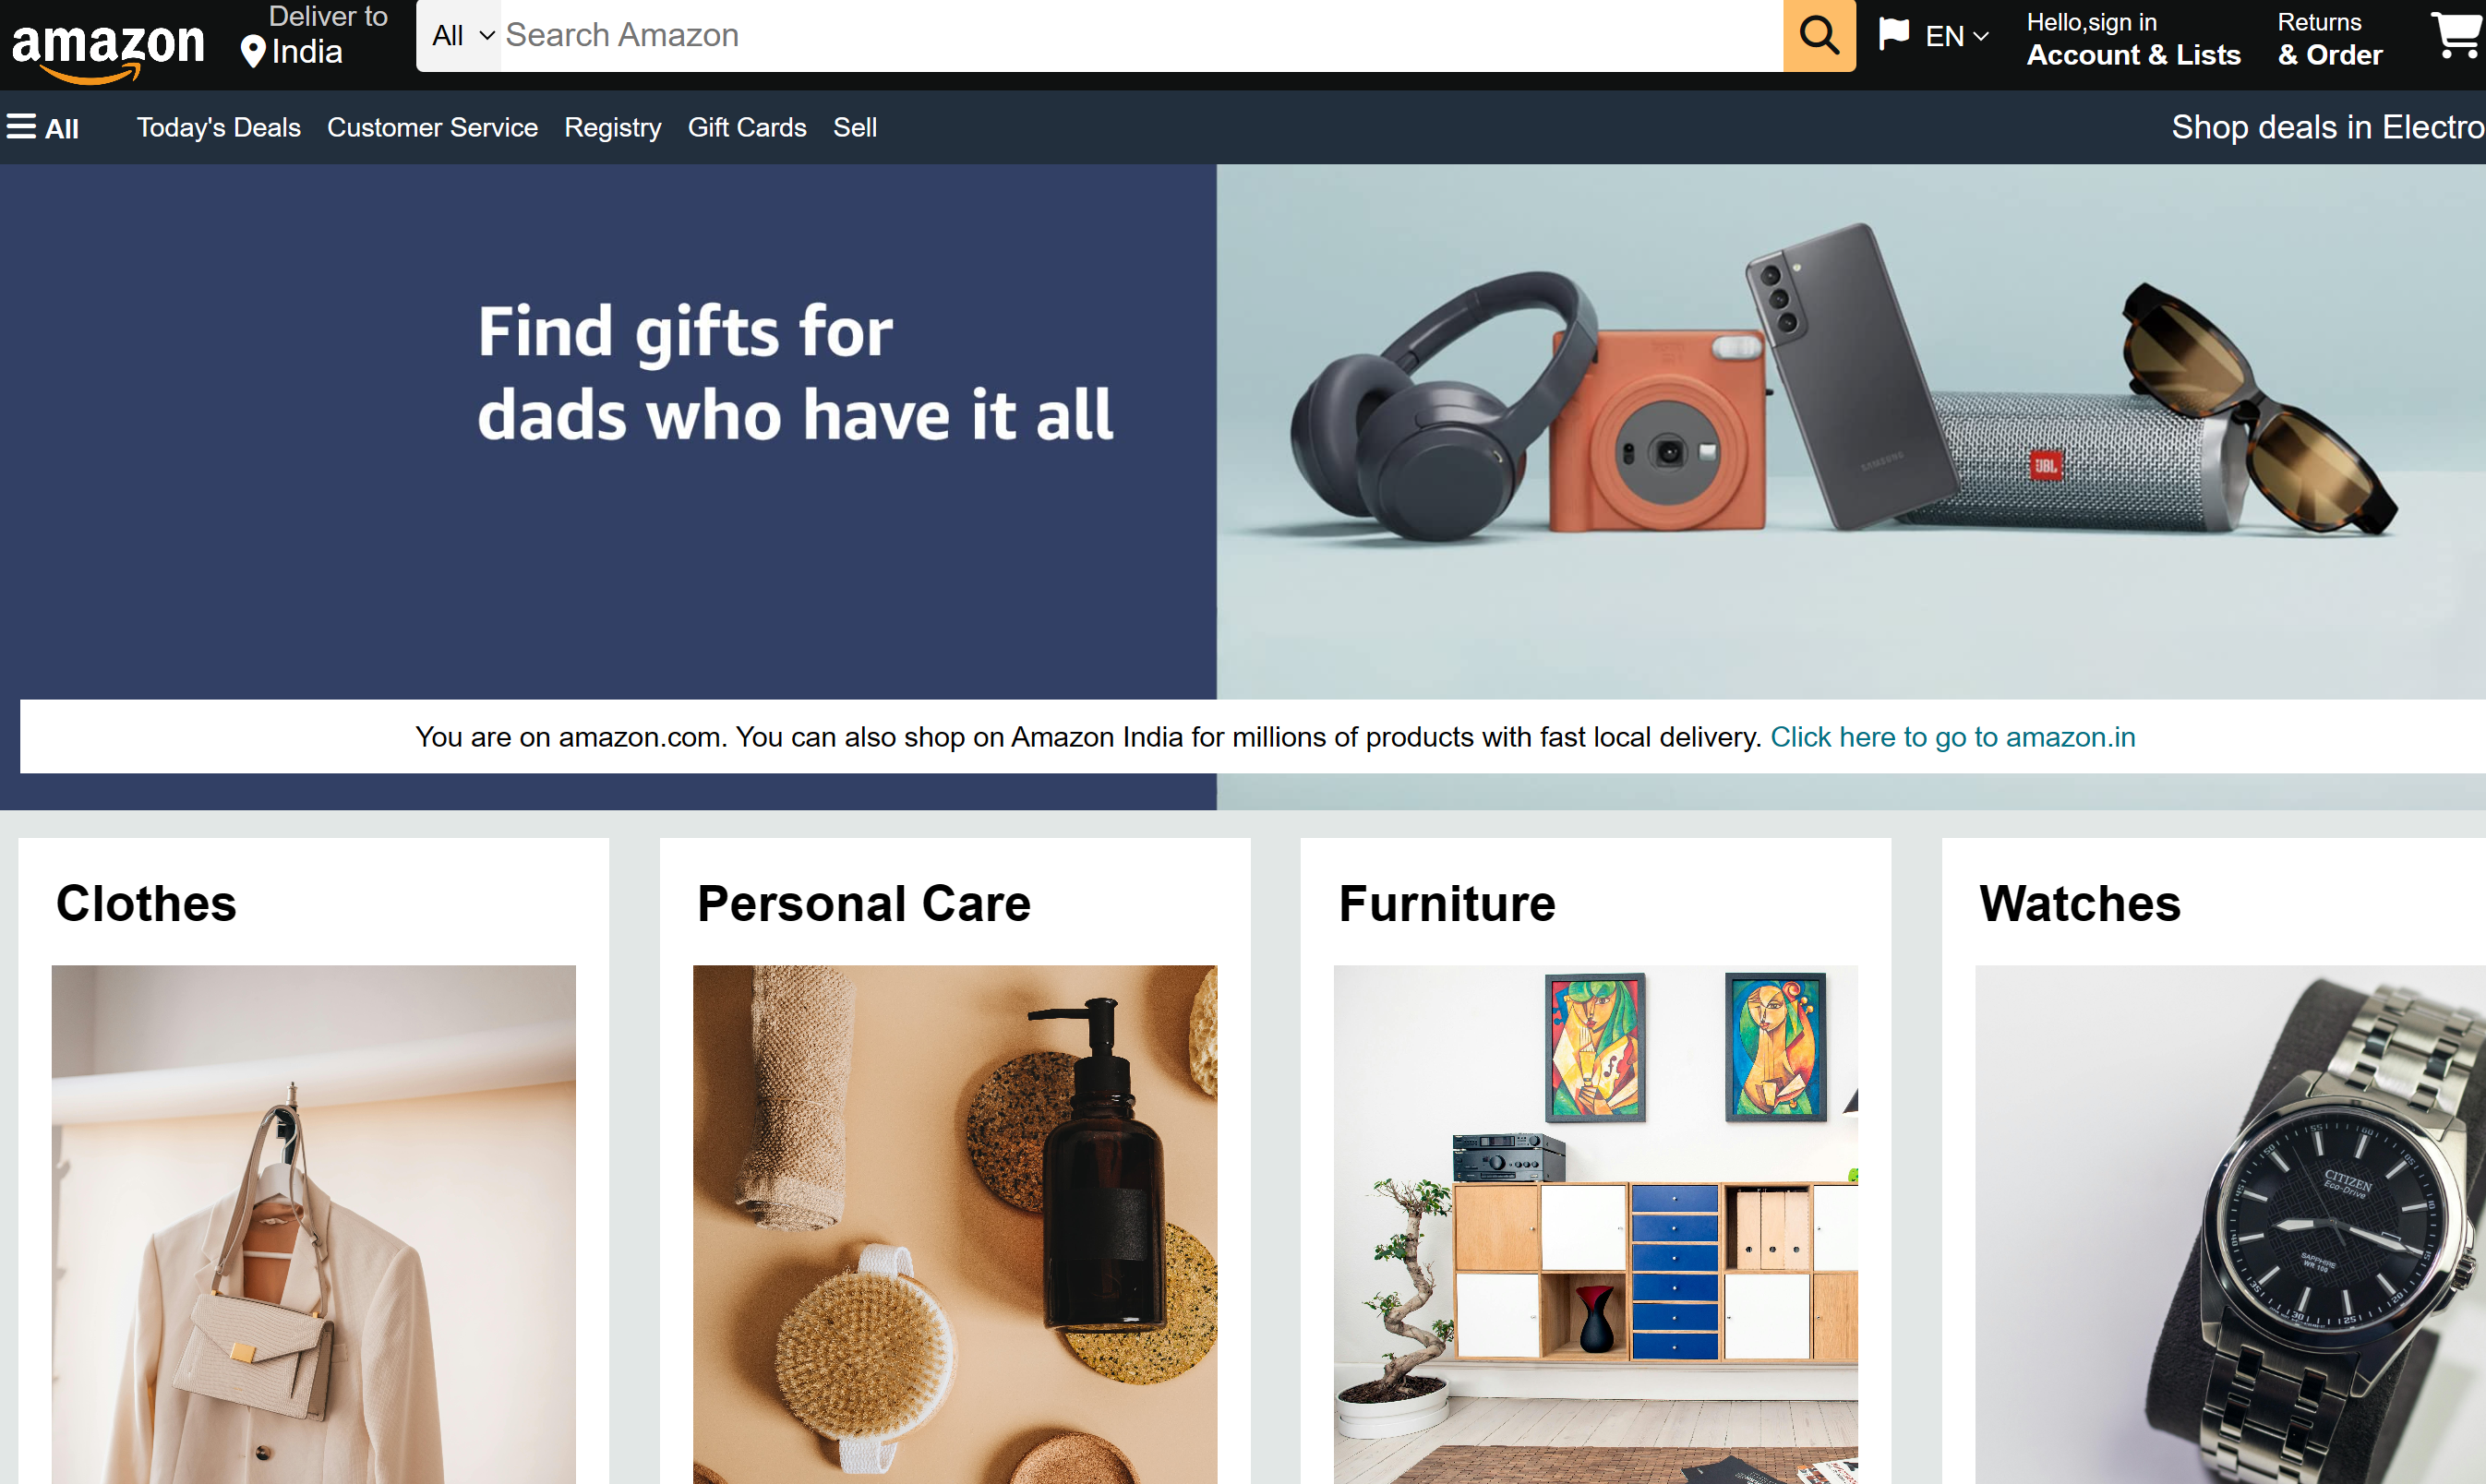 amazon
Deliver to
India
All
Search Amazon
EN
Hello,sign in
Account & Lists
Returns
& Order
All
Today's Deals
Customer Service
Registry
Gift Cards
Sell
Shop deals in Electro
Find gifts for
dads who have it all
SAMSUNG
JBL
You are on amazon.com. You can also shop on Amazon India for millions of products with fast local delivery. Click here to go to amazon.in
Clothes
Personal Care
Furniture
Watches
CITIZEN
Eco-Drive
SAPPHIRE
WR 100